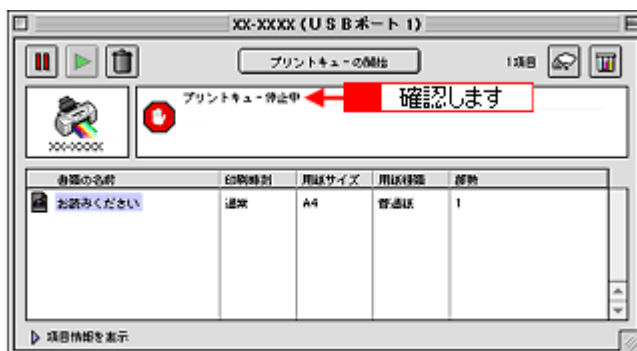 XX-XXXX (USBポート 1)
プリントキューの開始
1項目
プリントキュー停止中
確認します
XX-XXXX
書類の名前 印刷時刻 用紙サイズ 用紙種類 部数
お読みください 通常 A4 普通紙 1
項目情報を表示